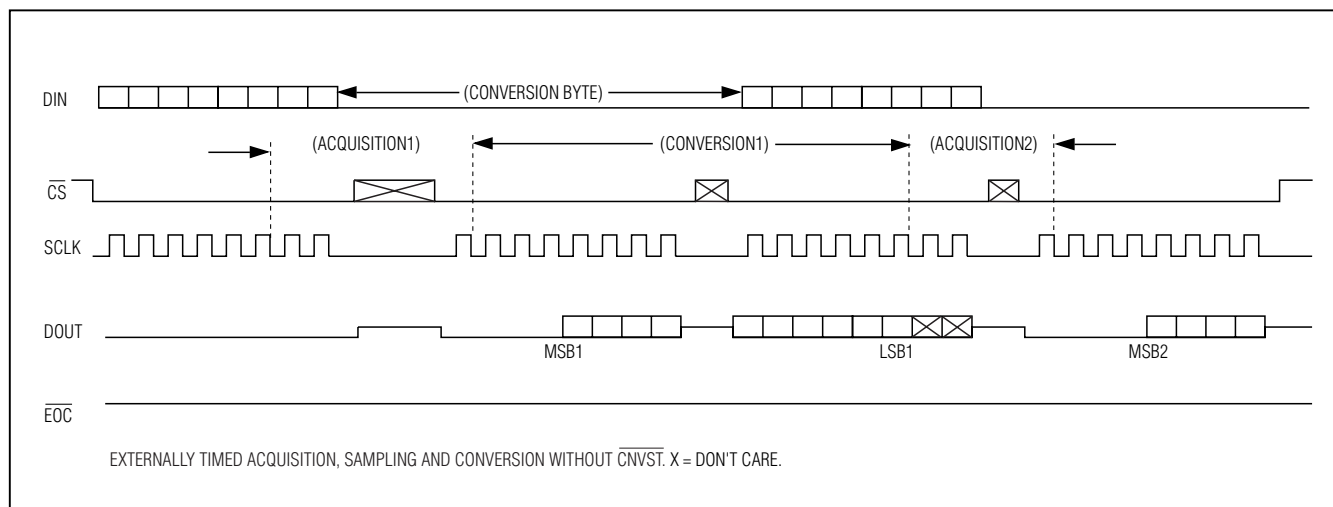 DIN
(CONVERSION BYTE)
(ACQUISITION1)
(CONVERSION1)
(ACQUISITION2)
CS
SCLK
DOUT
MSB1
LSB1
MSB2
EOC
EXTERNALLY TIMED ACQUISITION, SAMPLING AND CONVERSION WITHOUT CNVST. X = DON'T CARE.